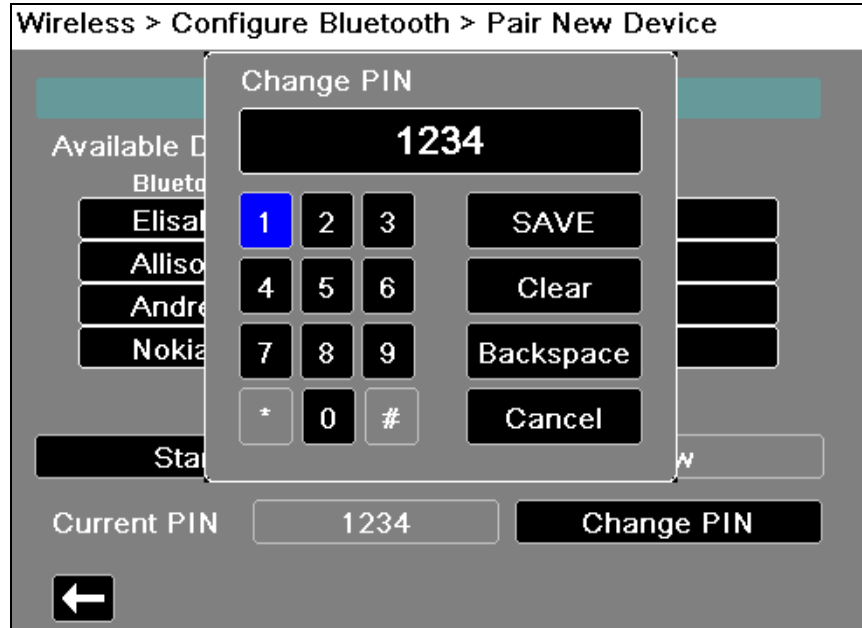 Wireless > Configure Bluetooth > Pair New Device
Change PIN
1234
Available D
Blueto
Elisal
Alliso
Andre
Nokia
1 2 3 SAVE
4 5 6 Clear
7 8 9 Backspace
* 0 # Cancel
Star
w
Current PIN 1234 Change PIN